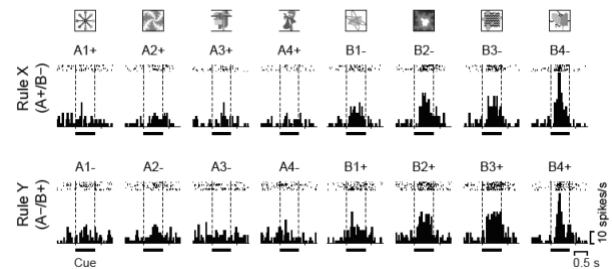 A1+ A2+ A3+ A4+ B1- B2- B3- B4-
Rule X
(A+/B−)
A1- A2- A3- A4- B1+ B2+ B3+ B4+
Rule Y
(A−/B+)
Cue
10 spikes/s
0.5 s